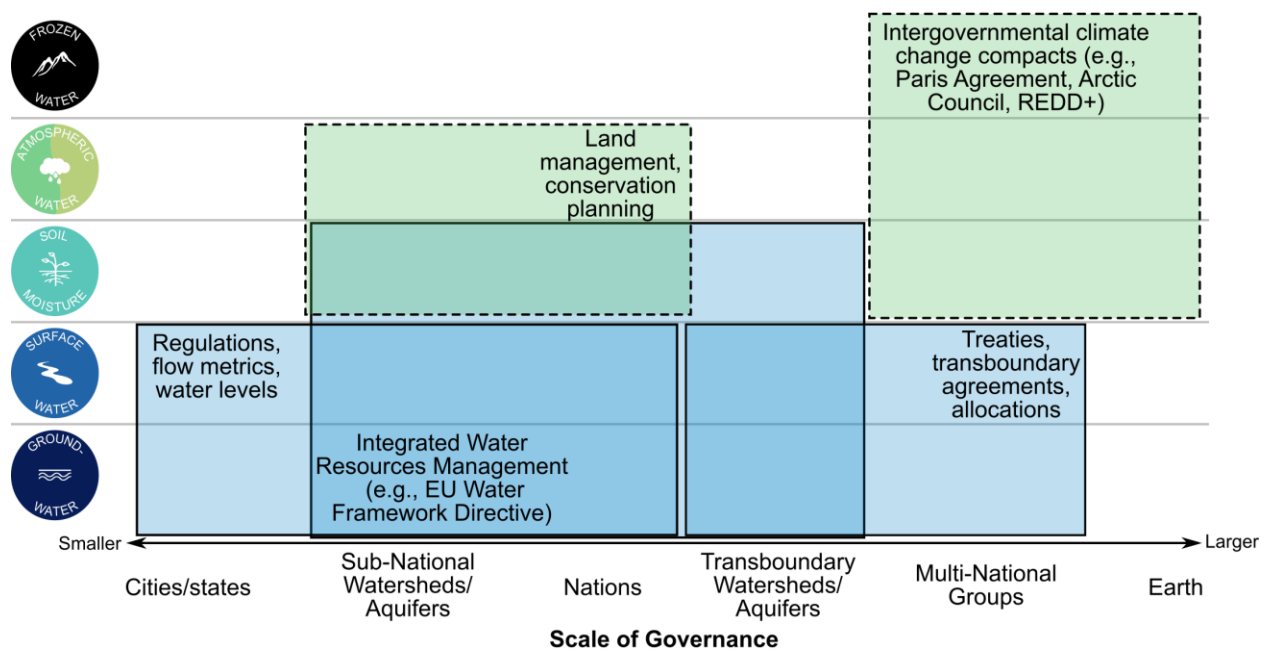 FROZEN
WATER
Intergovernmental climate
change compacts (e.g.,
Paris Agreement, Arctic
Council, REDD+)
ATMOSPHERIC
WATER
Land
management,
conservation
planning
SOIL
MOISTURE
SURFACE
WATER
Regulations,
flow metrics,
water levels
Treaties,
transboundary
agreements,
allocations
GROUND-
WATER
Integrated Water
Resources Management
(e.g., EU Water
Framework Directive)
Smaller
Larger
Cities/states
Sub-National
Watersheds/
Aquifers
Nations
Transboundary
Watersheds/
Aquifers
Multi-National
Groups
Earth
Scale of Governance